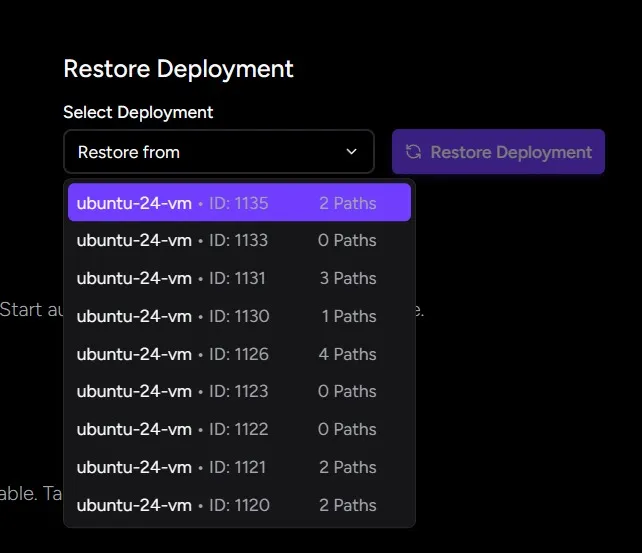 Restore Deployment
Select Deployment
Restore from
Restore Deployment
ubuntu-24-vm • ID: 1135 2 Paths
ubuntu-24-vm • ID: 1133 0 Paths
ubuntu-24-vm • ID: 1131 3 Paths
Start au e.
ubuntu-24-vm • ID: 1130 1 Paths
ubuntu-24-vm • ID: 1126 4 Paths
ubuntu-24-vm • ID: 1123 0 Paths
ubuntu-24-vm • ID: 1122 0 Paths
ubuntu-24-vm • ID: 1121 2 Paths
able. Ta
ubuntu-24-vm • ID: 1120 2 Paths